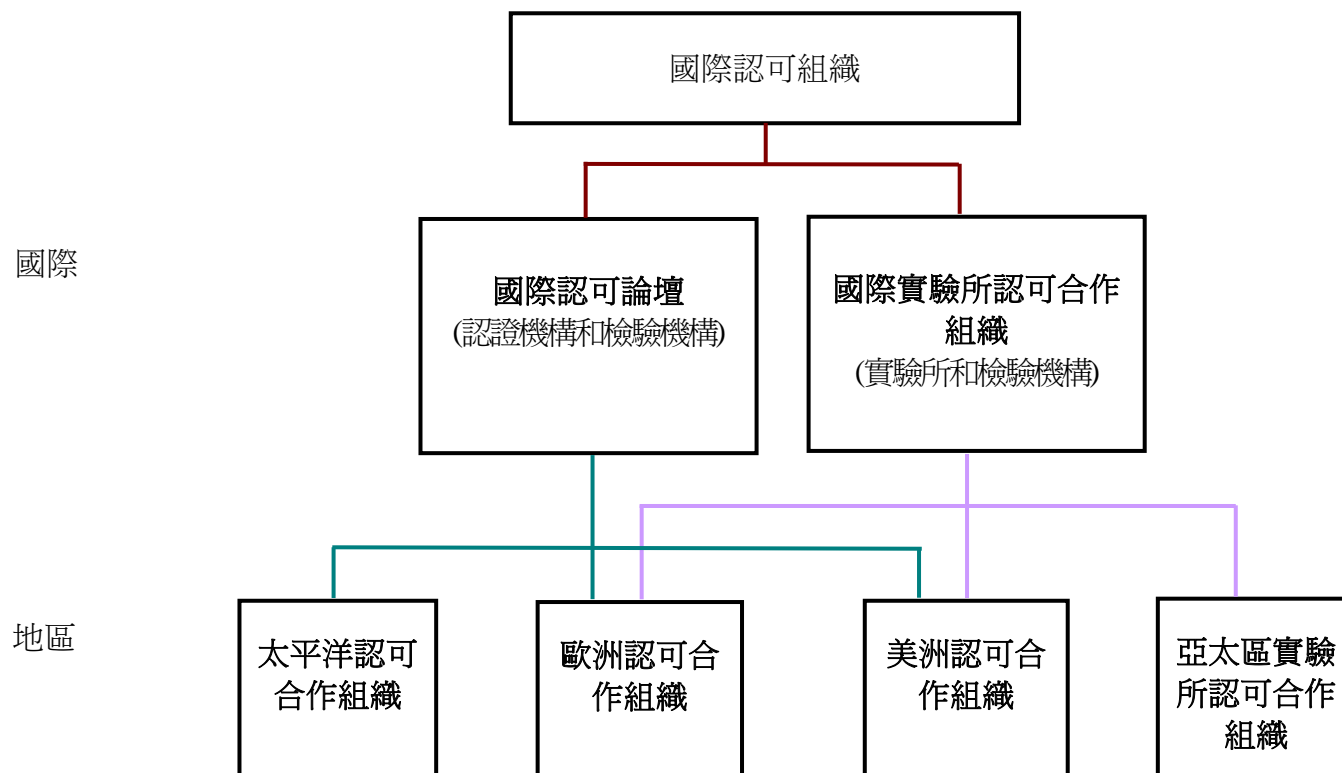 國際認可組織
國際
國際認可論壇
(認證機構和檢驗機構)
國際實驗所認可合作
組織
(實驗所和檢驗機構)
地區
太平洋認可
合作組織
歐洲認可合
作組織
美洲認可合
作組織
亞太區實驗
所認可合作
組織